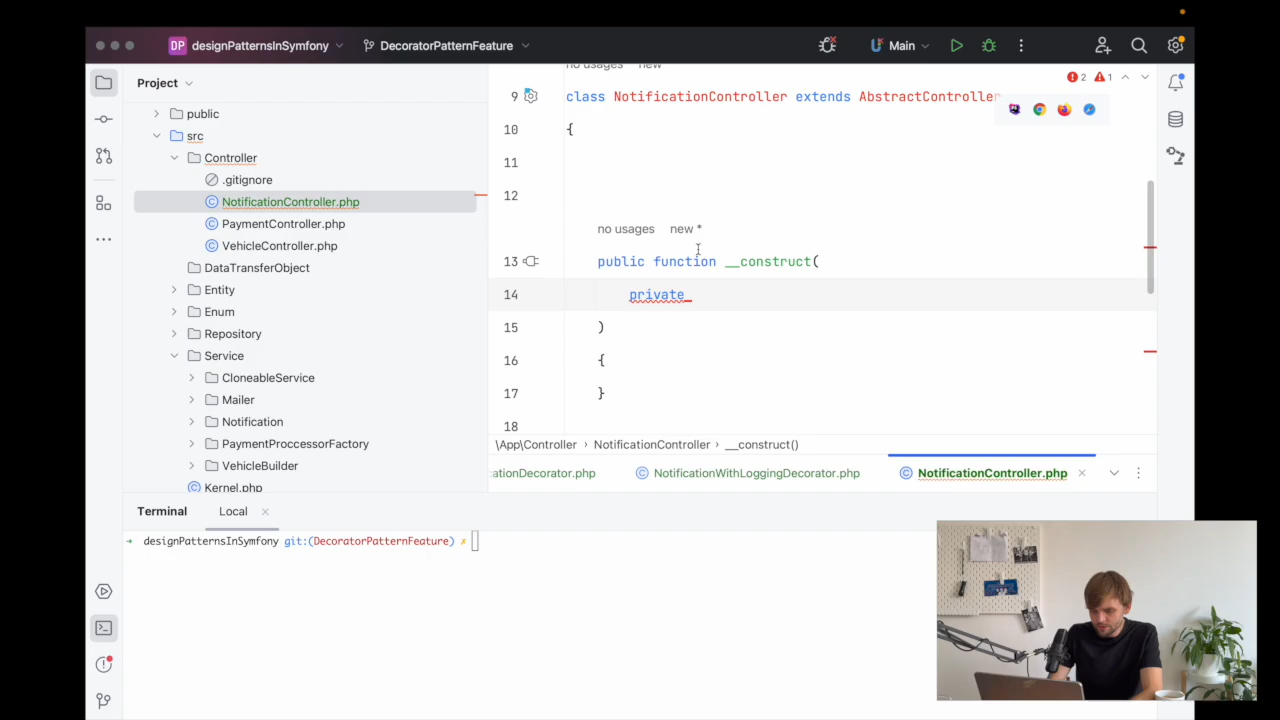 DP designPatternsInSymfony DecoratorPatternFeature Main
Project
public
src
Controller
.gitignore
NotificationController.php
PaymentController.php
VehicleController.php
DataTransferObject
Entity
Enum
Repository
Service
CloneableService
Mailer
Notification
PaymentProccessorFactory
VehicleBuilder
Kernel.php
no usages new
2 1
9 class NotificationController extends AbstractController
10 {
11
12
no usages new *
13 public function __construct(
14 private
15 )
16 {
17 }
18
\App\Controller › NotificationController › __construct()
ationDecorator.php NotificationWithLoggingDecorator.php NotificationController.php
Terminal Local
designPatternsInSymfony git:(DecoratorPatternFeature) ✗